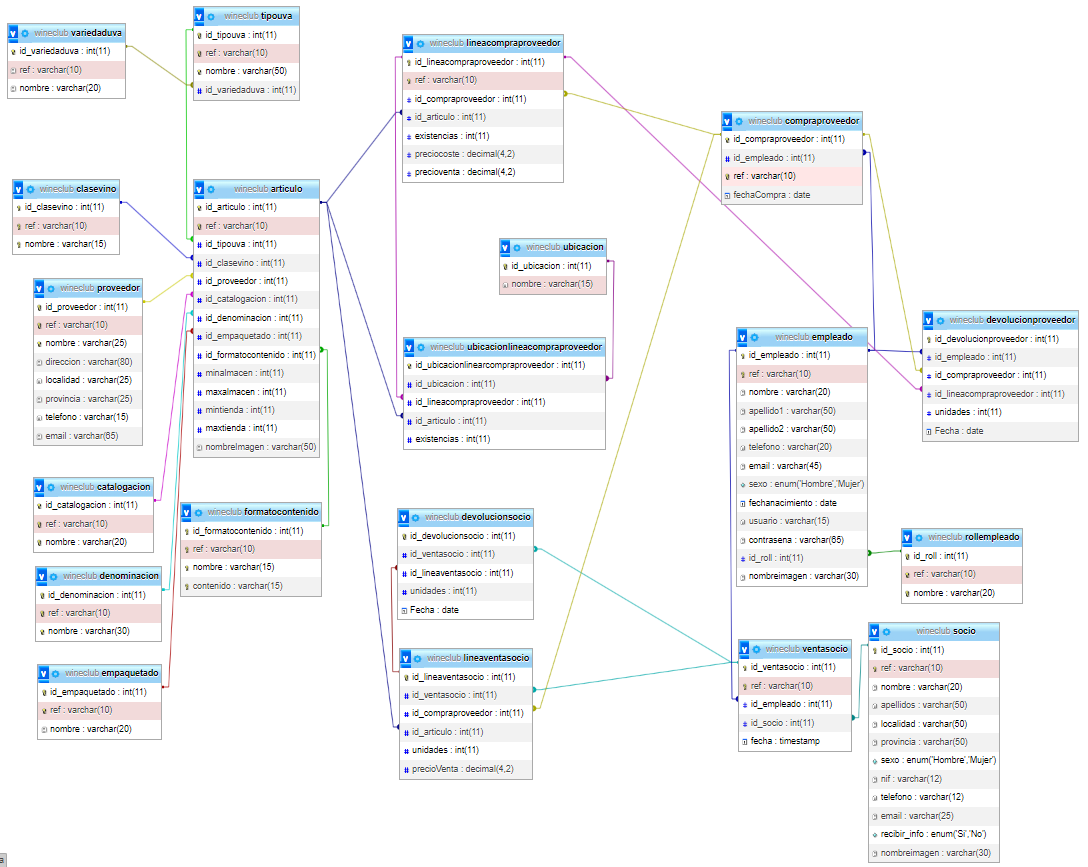 wineclub variedaduva
id_variedaduva : int(11)
ref : varchar(10)
nombre : varchar(20)
wineclub tipouva
id_tipouva : int(11)
ref : varchar(10)
nombre : varchar(50)
id_variedaduva : int(11)
wineclub lineacompraproveedor
id_lineacompraproveedor : int(11)
ref : varchar(10)
id_compraproveedor : int(11)
id_articulo : int(11)
existencias : int(11)
preciocoste : decimal(4,2)
precioventa : decimal(4,2)
wineclub compraproveedor
id_compraproveedor : int(11)
id_empleado : int(11)
ref : varchar(10)
fechaCompra : date
wineclub clasevino
id_clasevino : int(11)
ref : varchar(10)
nombre : varchar(15)
wineclub articulo
id_articulo : int(11)
ref : varchar(10)
id_tipouva : int(11)
id_clasevino : int(11)
id_proveedor : int(11)
id_catalogacion : int(11)
id_denominacion : int(11)
id_empaquetado : int(11)
id_formatocontenido : int(11)
minalmacen : int(11)
maxalmacen : int(11)
mintienda : int(11)
maxtienda : int(11)
nombreImagen : varchar(50)
wineclub ubicacion
id_ubicacion : int(11)
nombre : varchar(15)
wineclub proveedor
id_proveedor : int(11)
ref : varchar(10)
nombre : varchar(25)
direccion : varchar(80)
localidad : varchar(25)
provincia : varchar(25)
telefono : varchar(15)
email : varchar(65)
wineclub ubicacionlineacompraproveedor
id_ubicacionlinearcompraproveedor : int(11)
id_ubicacion : int(11)
id_lineacompraproveedor : int(11)
id_articulo : int(11)
existencias : int(11)
wineclub empleado
id_empleado : int(11)
ref : varchar(10)
nombre : varchar(20)
apellido1 : varchar(50)
apellido2 : varchar(50)
telefono : varchar(20)
email : varchar(45)
sexo : enum('Hombre','Mujer')
fechanacimiento : date
usuario : varchar(15)
contrasena : varchar(65)
id_roll : int(11)
nombreimagen : varchar(30)
wineclub devolucionproveedor
id_devolucionproveedor : int(11)
id_empleado : int(11)
id_compraproveedor : int(11)
id_lineacompraproveedor : int(11)
unidades : int(11)
Fecha : date
wineclub catalogacion
id_catalogacion : int(11)
ref : varchar(10)
nombre : varchar(20)
wineclub formatocontenido
id_formatocontenido : int(11)
ref : varchar(10)
nombre : varchar(15)
contenido : varchar(15)
wineclub devolucionsocio
id_devolucionsocio : int(11)
id_ventasocio : int(11)
id_lineaventasocio : int(11)
unidades : int(11)
Fecha : date
wineclub rollempleado
id_roll : int(11)
ref : varchar(10)
nombre : varchar(20)
wineclub denominacion
id_denominacion : int(11)
ref : varchar(10)
nombre : varchar(30)
wineclub empaquetado
id_empaquetado : int(11)
ref : varchar(10)
nombre : varchar(20)
wineclub lineaventasocio
id_lineaventasocio : int(11)
id_ventasocio : int(11)
id_compraproveedor : int(11)
id_articulo : int(11)
unidades : int(11)
precioVenta : decimal(4,2)
wineclub ventasocio
id_ventasocio : int(11)
ref : varchar(10)
id_empleado : int(11)
id_socio : int(11)
fecha : timestamp
wineclub socio
id_socio : int(11)
ref : varchar(10)
nombre : varchar(20)
apellidos : varchar(50)
localidad : varchar(50)
provincia : varchar(50)
sexo : enum('Hombre','Mujer')
nif : varchar(12)
telefono : varchar(12)
email : varchar(25)
recibir_info : enum('Si','No')
nombreimagen : varchar(30)